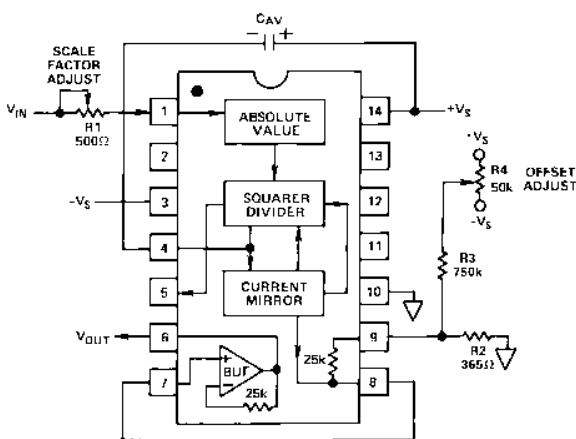 CAV
− +
SCALE
FACTOR
ADJUST
VIN
R1
500Ω
1
2
3
4
5
6
7
14
13
12
11
10
9
8
ABSOLUTE
VALUE
SQUARER
DIVIDER
CURRENT
MIRROR
+VS
-VS
VOUT
+
BUF
−
25k
25k
-VS
R4
50k
OFFSET
ADJUST
-VS
R3
750k
R2
365Ω